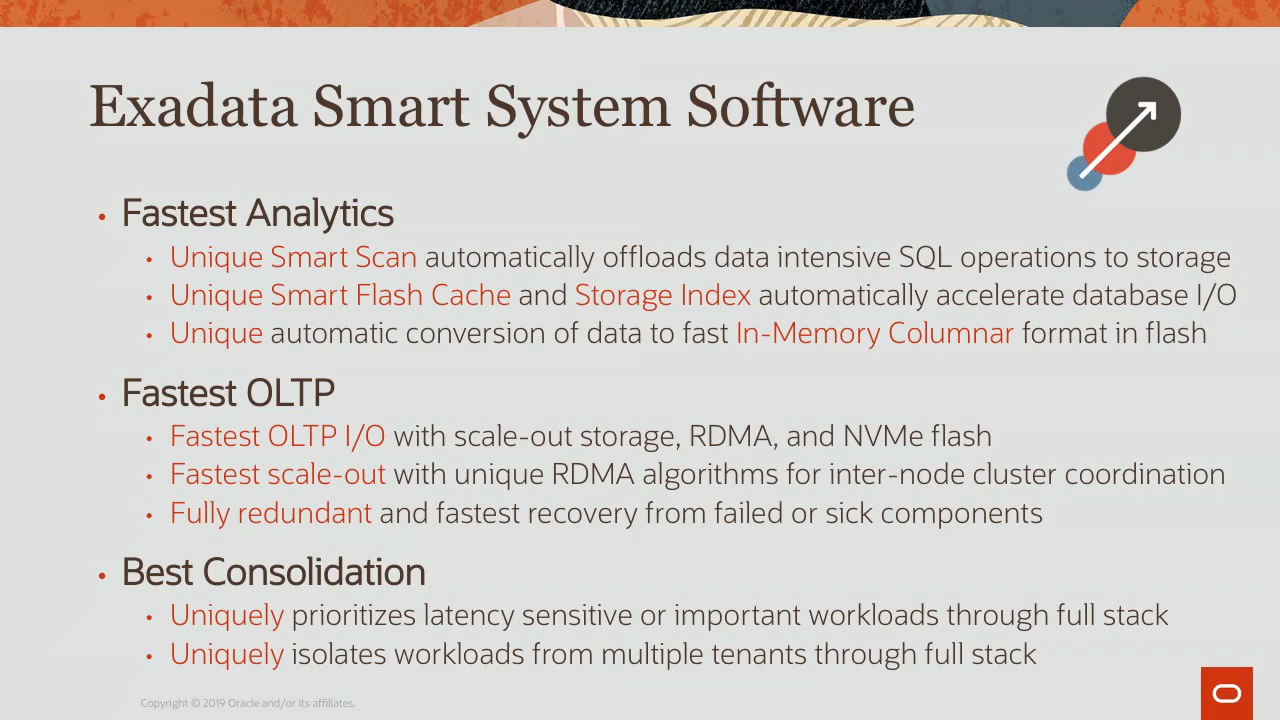 Exadata Smart System Software
• Fastest Analytics
• Unique Smart Scan automatically offloads data intensive SQL operations to storage
• Unique Smart Flash Cache and Storage Index automatically accelerate database I/O
• Unique automatic conversion of data to fast In-Memory Columnar format in flash
• Fastest OLTP
• Fastest OLTP I/O with scale-out storage, RDMA, and NVMe flash
• Fastest scale-out with unique RDMA algorithms for inter-node cluster coordination
• Fully redundant and fastest recovery from failed or sick components
• Best Consolidation
• Uniquely prioritizes latency sensitive or important workloads through full stack
• Uniquely isolates workloads from multiple tenants through full stack
Copyright © 2019 Oracle and/or its affiliates.